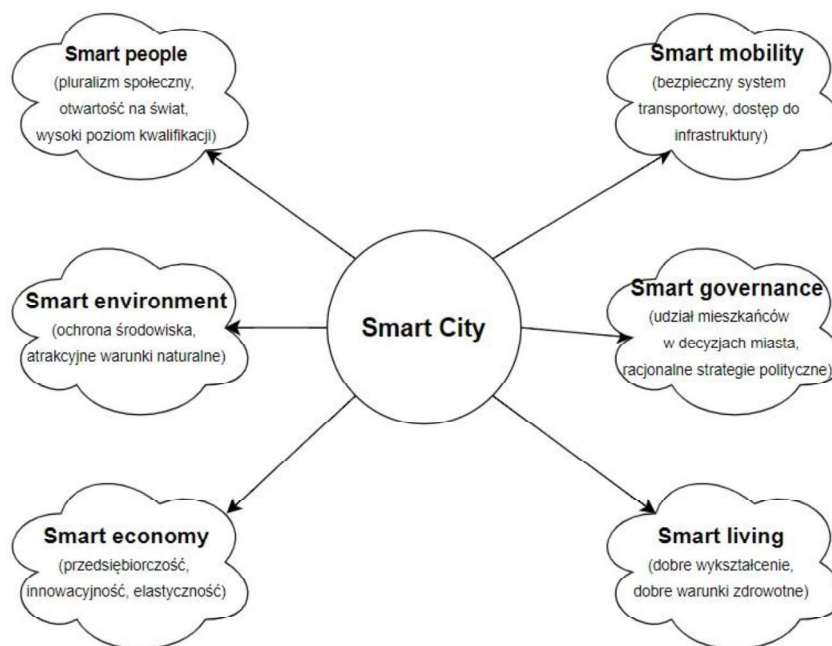 Smart people
(pluralizm społeczny,
otwartość na świat,
wysoki poziom kwalifikacji)
Smart mobility
(bezpieczny system
transportowy, dostęp do
infrastruktury)
Smart environment
(ochrona środowiska,
atrakcyjne warunki naturalne)
Smart City
Smart governance
(udział mieszkańców
w decyzjach miasta,
racjonalne strategie polityczne)
Smart economy
(przedsiębiorczość,
innowacyjność, elastyczność)
Smart living
(dobre wykształcenie,
dobre warunki zdrowotne)